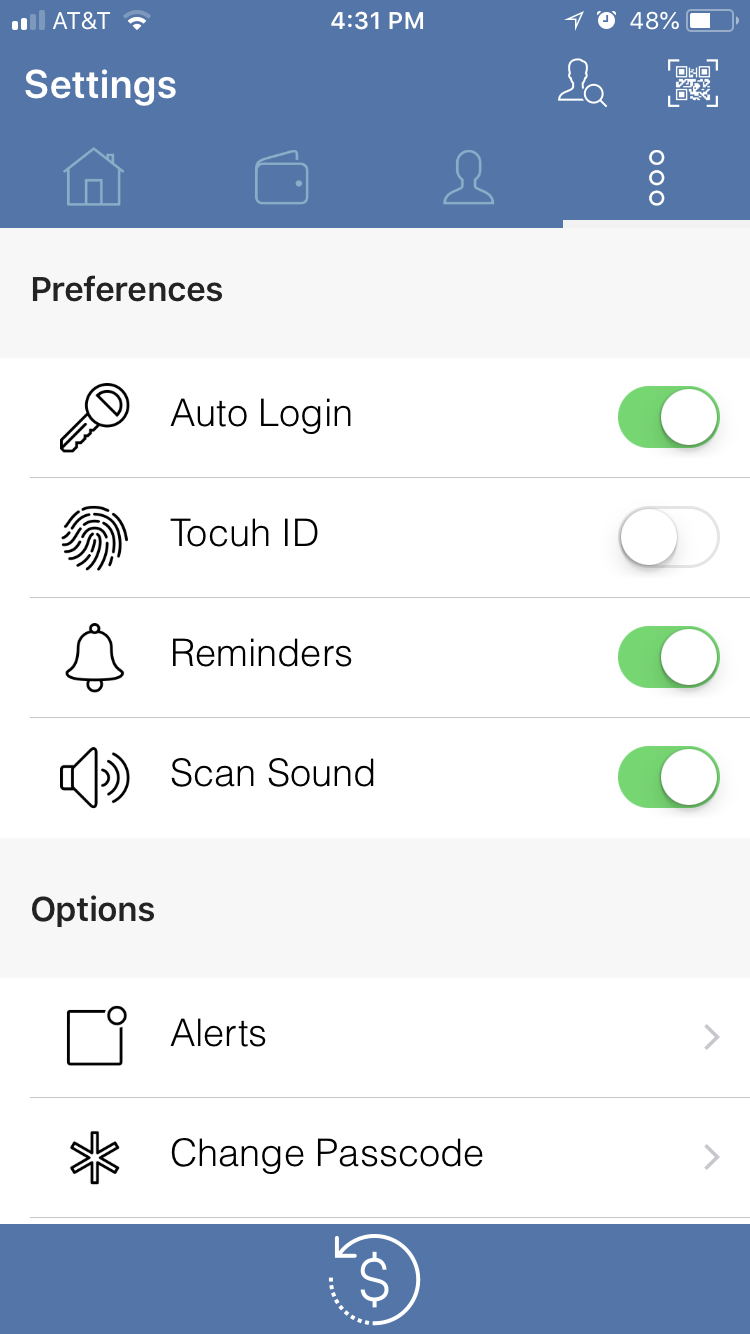 AT&T 4:31 PM 48%
Settings
Preferences
Auto Login
Tocuh ID
Reminders
Scan Sound
Options
Alerts
Change Passcode
$